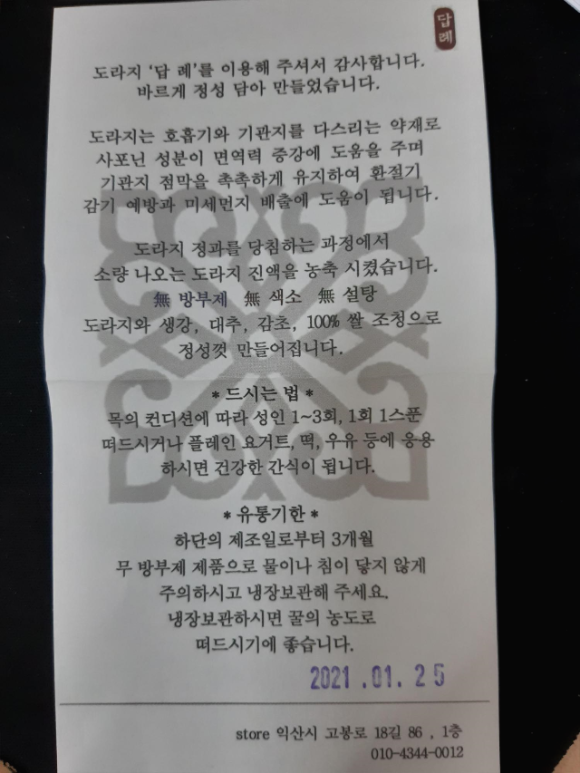 답례
도라지 '답 례'를 이용해 주셔서 감사합니다.
바르게 정성 담아 만들었습니다.
도라지는 호흡기와 기관지를 다스리는 약재로
사포닌 성분이 면역력 증강에 도움을 주며
기관지 점막을 촉촉하게 유지하여 환절기
감기 예방과 미세먼지 배출에 도움이 됩니다.
도라지 정과를 당침하는 과정에서
소량 나오는 도라지 진액을 농축 시켰습니다.
無 방부제 無 색소 無 설탕
도라지와 생강, 대추, 감초, 100% 쌀 조청으로
정성껏 만들어집니다.
* 드시는 법 *
목의 컨디션에 따라 성인 1~3회, 1회 1스푼
떠드시거나 플레인 요거트, 떡, 우유 등에 응용
하시면 건강한 간식이 됩니다.
* 유통기한 *
하단의 제조일로부터 3개월
무 방부제 제품으로 물이나 침이 닿지 않게
주의하시고 냉장보관해 주세요.
냉장보관하시면 꿀의 농도로
떠드시기에 좋습니다.
2021.01.25
store 익산시 고봉로 18길 86 , 1층
010-4344-0012